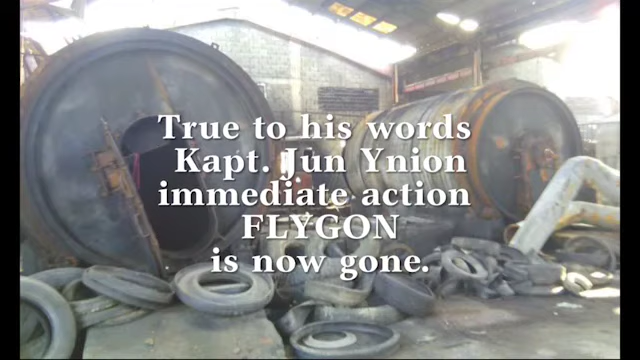 True to his words
Kapt. Jun Ynion
immediate action
FLYGON
is now gone.